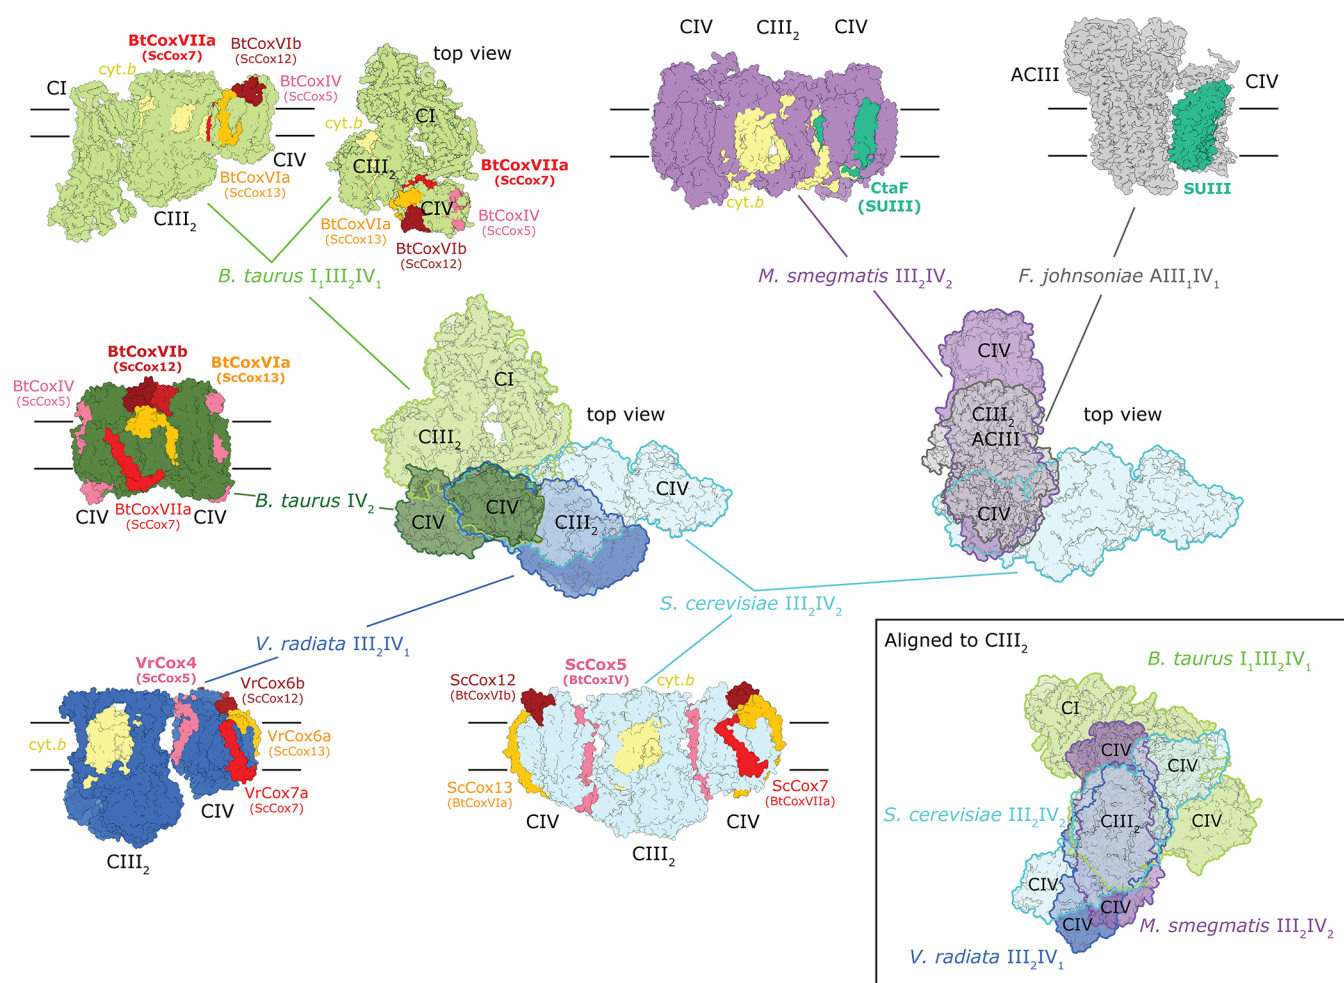 BtCoxVIIa
(ScCox7)
BtCoxVIb
(ScCox12)
cyt.b
CI
BtCoxIV
(ScCox5)
CIV
BtCoxVIa
(ScCox13)
CIII2
top view
cyt.b
CI
CIII2
BtCoxVIIa
(ScCox7)
CIV
BtCoxIV
(ScCox5)
BtCoxVIa
(ScCox13)
BtCoxVIb
(ScCox12)
B. taurus I1III2IV1
CIV
CIII2
CIV
cyt.b
CtaF
(SUIII)
M. smegmatis III2IV2
ACIII
CIV
SUIII
F. johnsoniae AIII1IV1
BtCoxVIb
(ScCox12)
BtCoxVIa
(ScCox13)
BtCoxIV
(ScCox5)
CIV
BtCoxVIIa
(ScCox7)
CIV
B. taurus IV2
CI
CIII2
top view
CIV
CIV
CIV
CIII2
CIV
CIII2
ACIII
top view
CIV
V. radiata III2IV1
S. cerevisiae III2IV2
VrCox4
(ScCox5)
VrCox6b
(ScCox12)
cyt.b
VrCox6a
(ScCox13)
VrCox7a
(ScCox7)
CIV
CIII2
ScCox12
(BtCoxVIb)
ScCox5
(BtCoxIV)
cyt.b
ScCox13
(BtCoxVIa)
ScCox7
(BtCoxVIIa)
CIV
CIV
CIII2
Aligned to CIII2
B. taurus I1III2IV1
CI
CIV
CIV
S. cerevisiae III2IV2
CIII2
CIV
CIV
CIV
CIV
M. smegmatis III2IV2
V. radiata III2IV1